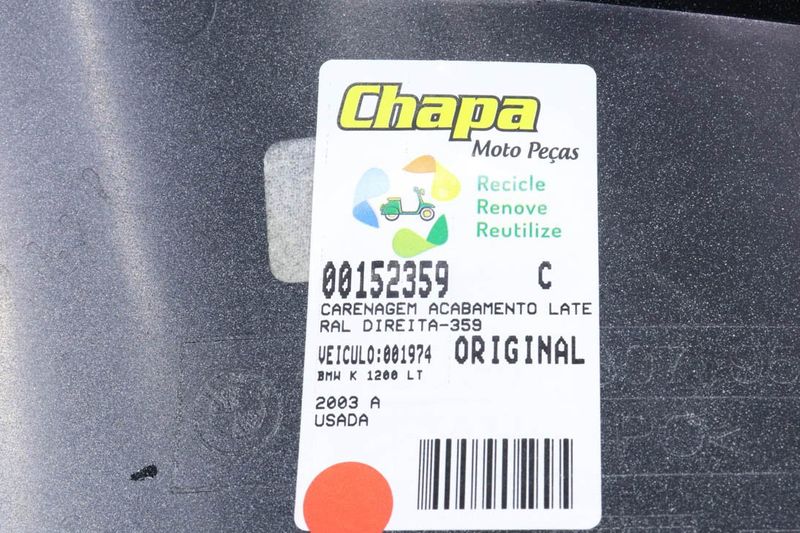 Chapa
Moto Peças
Recicle
Renove
Reutilize
00152359 C
CARENAGEM ACABAMENTO LATE
RAL DIREITA-359
VEICULO:001974 ORIGINAL
BMW K 1200 LT
2003 A
USADA